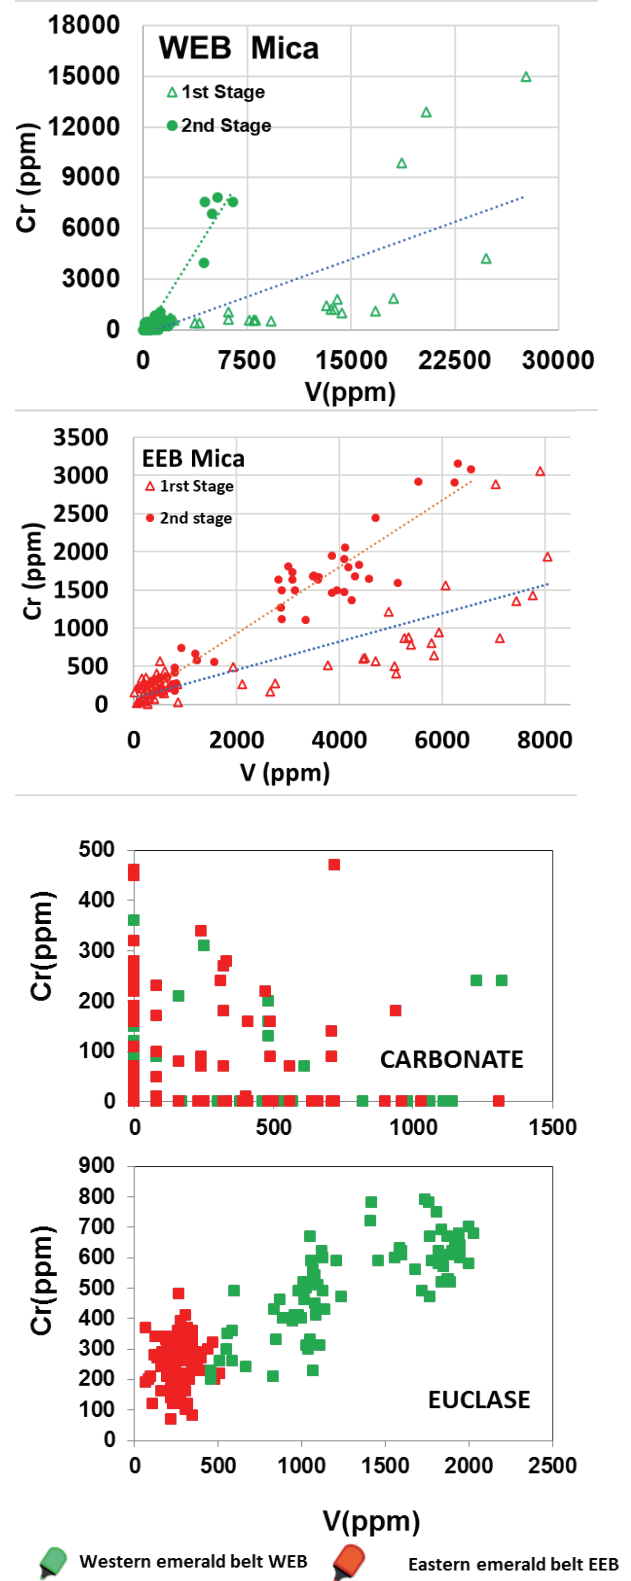 18000
WEB Mica
15000
1st Stage
12000
2nd Stage
9000
6000
3000
0
Cr (ppm)
0 7500 15000 22500 30000
V(ppm)
3500
EEB Mica
3000
1rst Stage
2500
2nd stage
2000
1500
1000
500
0
Cr (ppm)
0 2000 4000 6000 8000
V (ppm)
500
400
300
200
100
0
Cr(ppm)
CARBONATE
0 500 1000 1500
900
800
700
600
500
400
300
200
100
0
Cr(ppm)
EUCLASE
0 500 1000 1500 2000 2500
V(ppm)
Western emerald belt WEB
Eastern emerald belt EEB